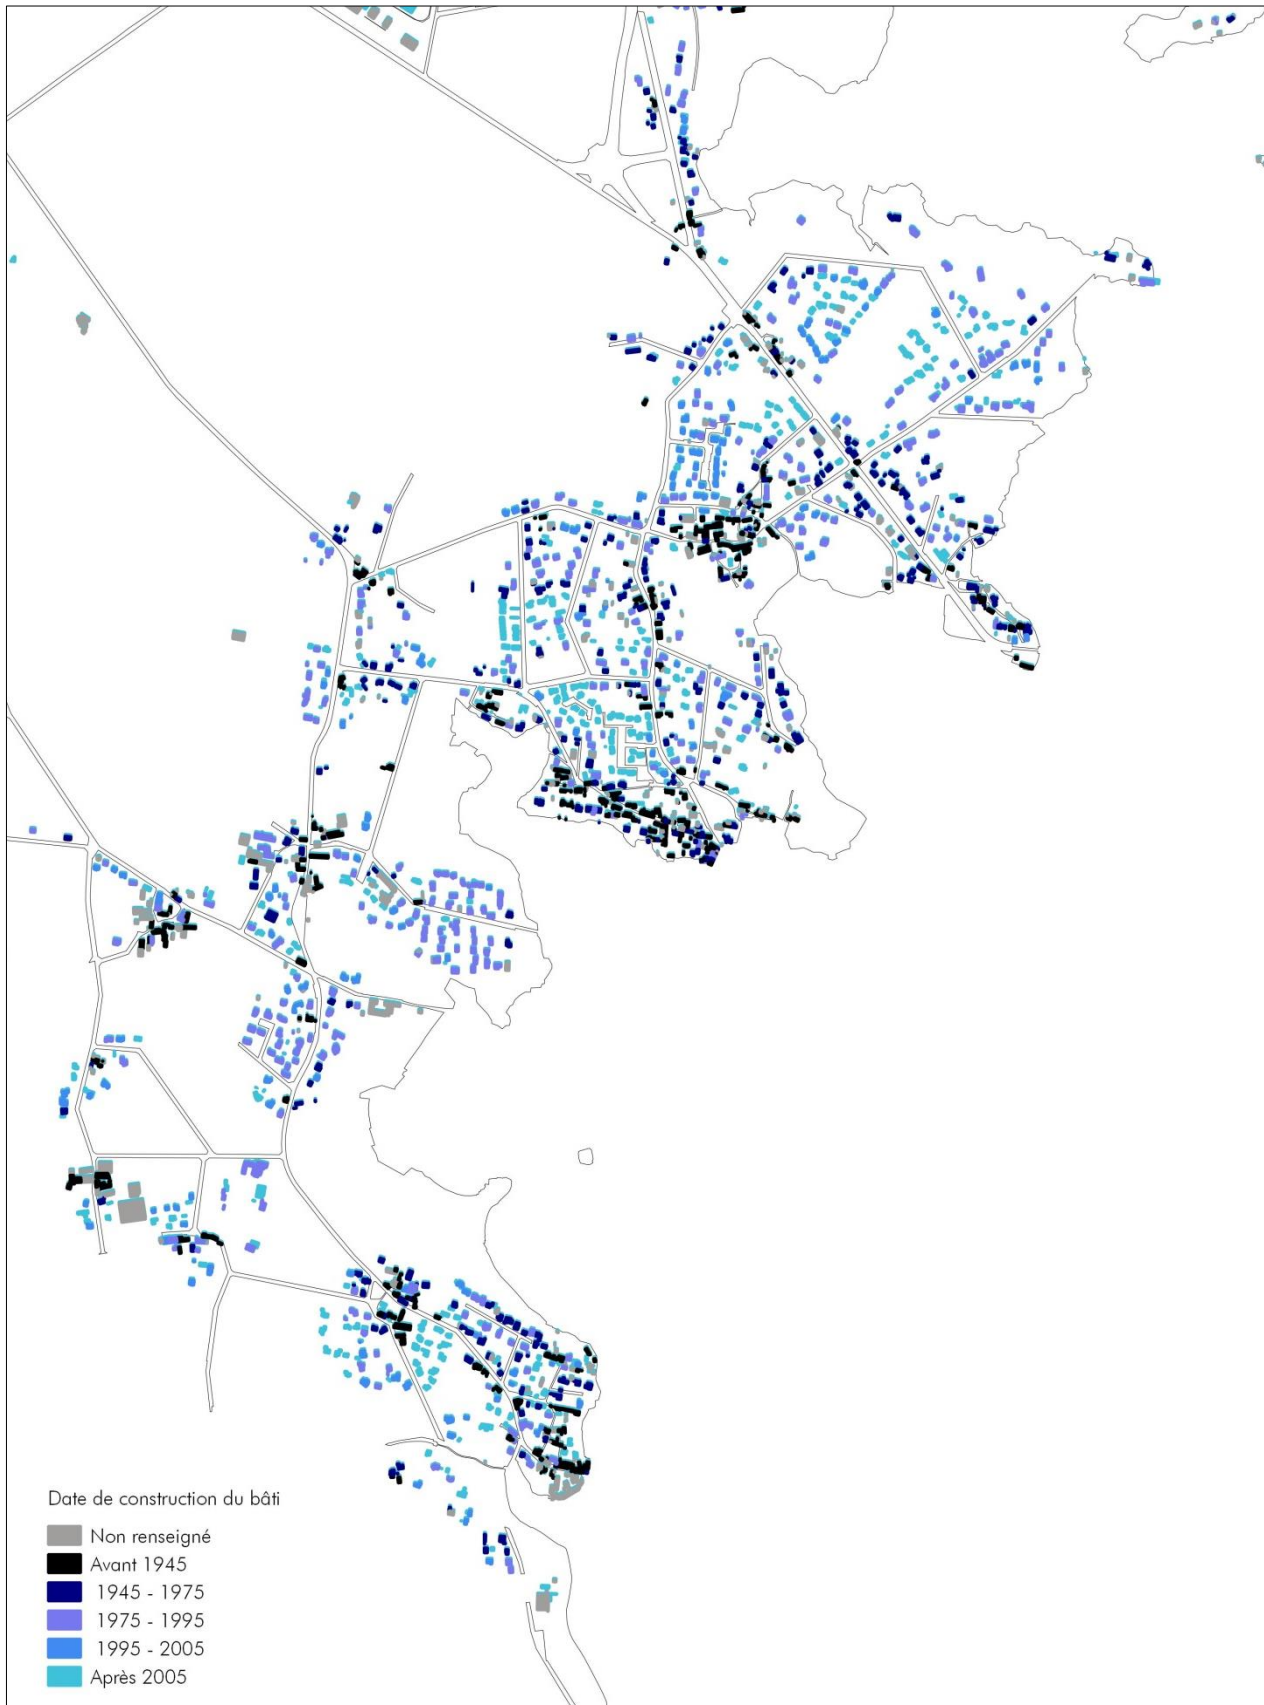 Date de construction du bâti
Non renseigné
Avant 1945
1945 - 1975
1975 - 1995
1995 - 2005
Après 2005